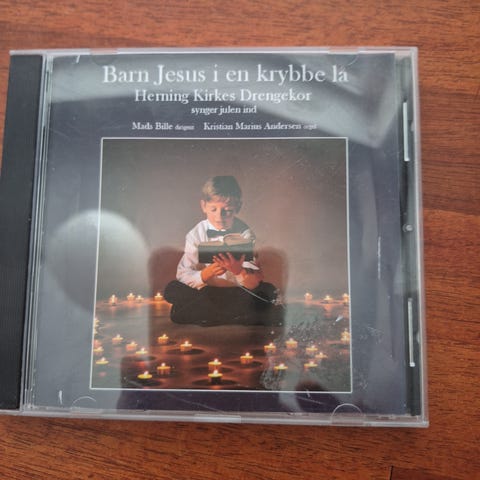 Barn Jesus i en krybbe lå
Herning Kirkes Drengekor
synger julen ind
Mads Bille dirigent Kristian Marius Andersen orgel